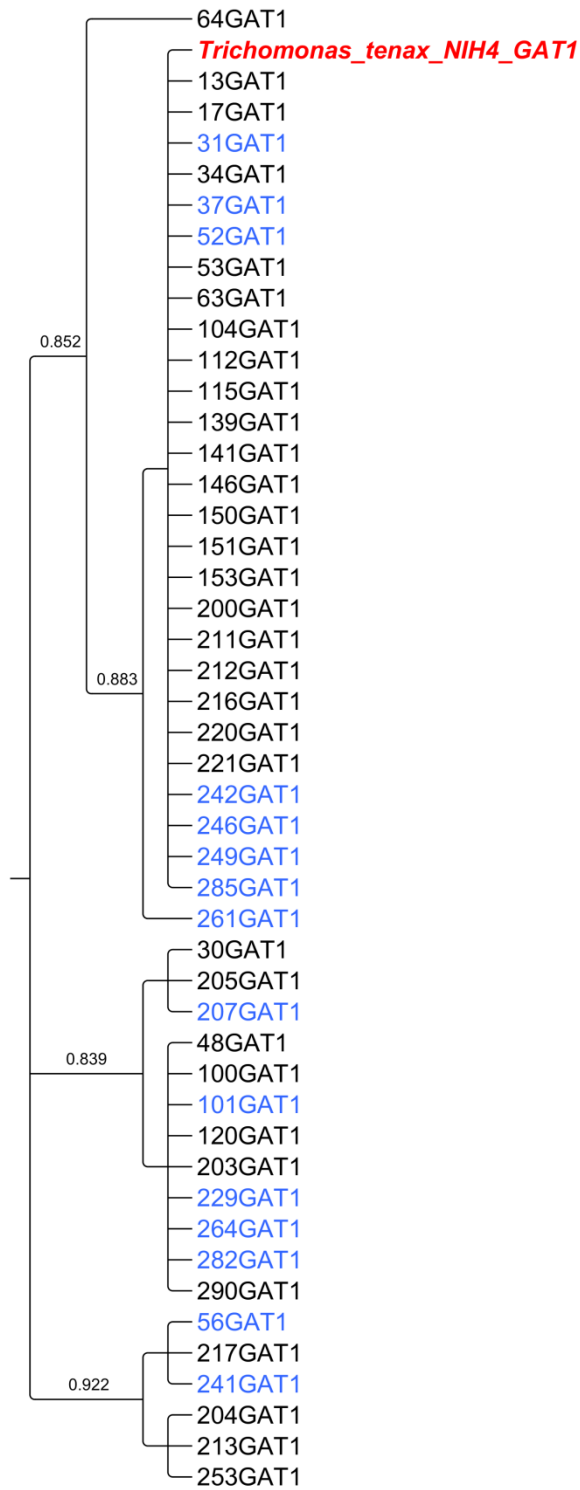 64GAT1
Trichomonas_tenax_NIH4_GAT1
13GAT1
17GAT1
31GAT1
34GAT1
37GAT1
52GAT1
53GAT1
63GAT1
104GAT1
0.852
112GAT1
115GAT1
139GAT1
141GAT1
146GAT1
150GAT1
151GAT1
153GAT1
200GAT1
211GAT1
212GAT1
0.883
216GAT1
220GAT1
221GAT1
242GAT1
246GAT1
249GAT1
285GAT1
261GAT1
30GAT1
205GAT1
207GAT1
48GAT1
0.839
100GAT1
101GAT1
120GAT1
203GAT1
229GAT1
264GAT1
282GAT1
290GAT1
56GAT1
217GAT1
0.922
241GAT1
204GAT1
213GAT1
253GAT1